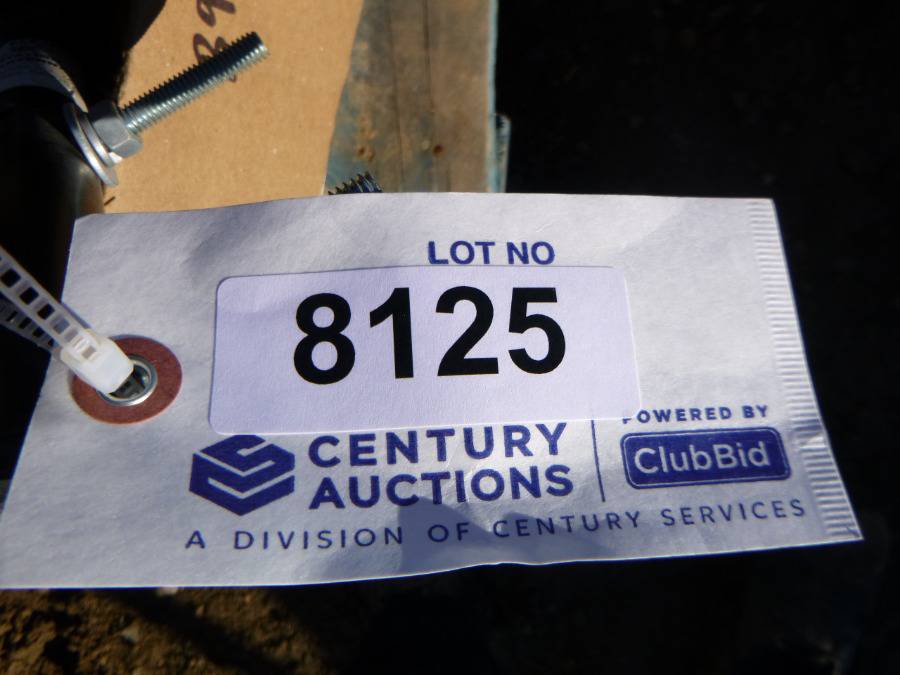 LOT NO
8125
CENTURY
AUCTIONS
POWERED BY
ClubBid
A DIVISION OF CENTURY SERVICES